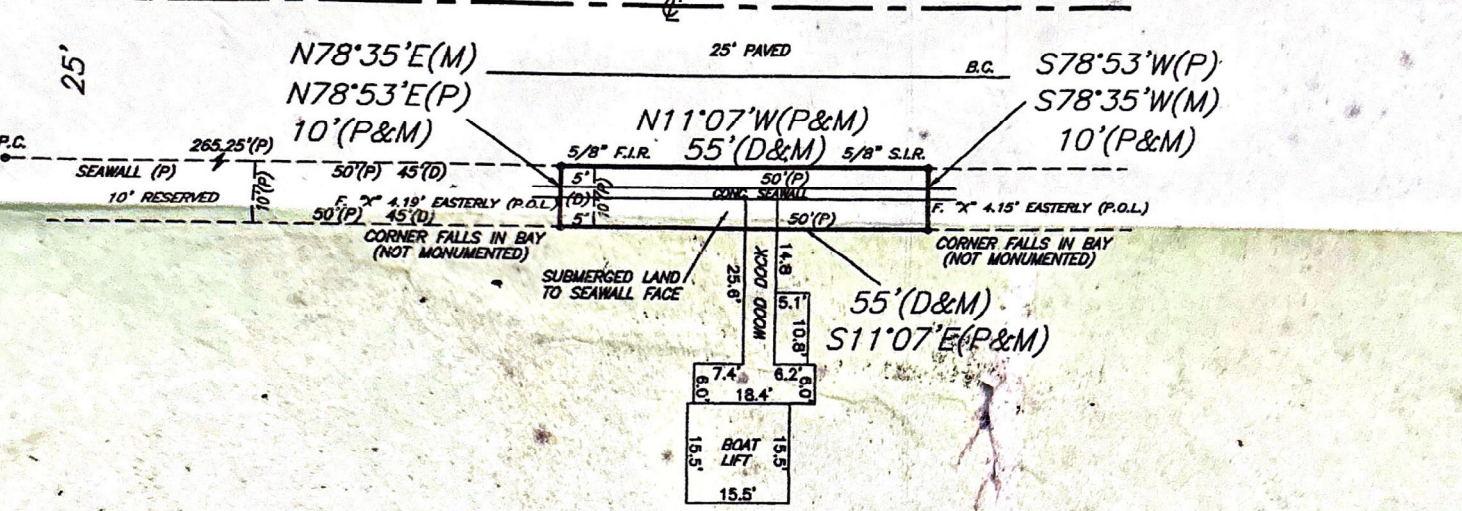 ℄
25'
25' PAVED
B.C.
N78°35'E(M)
N78°53'E(P)
10'(P&M)
S78°53'W(P)
S78°35'W(M)
10'(P&M)
N11°07'W(P&M)
5/8" F.I.R.
55'(D&M)
5/8" S.I.R.
P.C.
265.25'(P)
SEAWALL (P)
10' RESERVED
10'(P)
50'(P) 45'(D)
F. "X" 4.19' EASTERLY (P.O.L.)
50'(P) 45'(D)
5'
(D)
5'
10'(P)
50'(P)
CONC. SEAWALL
50'(P)
F. "X" 4.15' EASTERLY (P.O.L.)
CORNER FALLS IN BAY
(NOT MONUMENTED)
CORNER FALLS IN BAY
(NOT MONUMENTED)
SUBMERGED LAND
TO SEAWALL FACE
25.6'
WOOD DOCK
14.8'
5.1'
10.8'
55'(D&M)
S11°07'E(P&M)
7.4'
6.2'
6.0'
18.4'
6.0'
15.5'
BOAT
LIFT
15.5'
15.5'